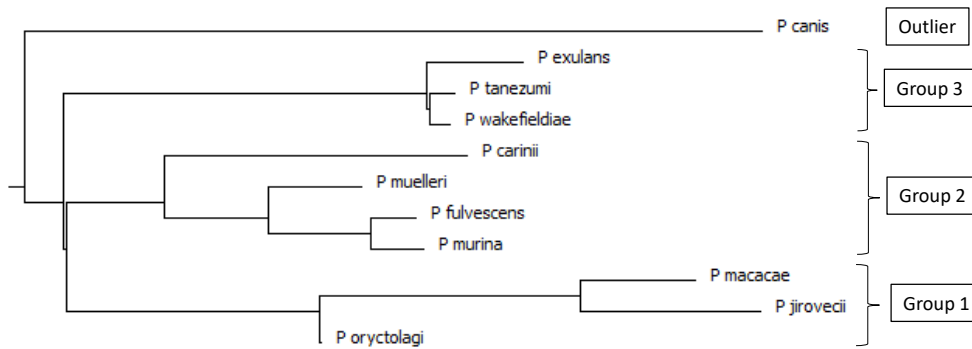 P canis
Outlier
P exulans
P tanezumi
Group 3
P wakefieldiae
P carinii
P muelleri
Group 2
P fulvescens
P murina
P macacae
Group 1
P jirovecii
P oryctolagi